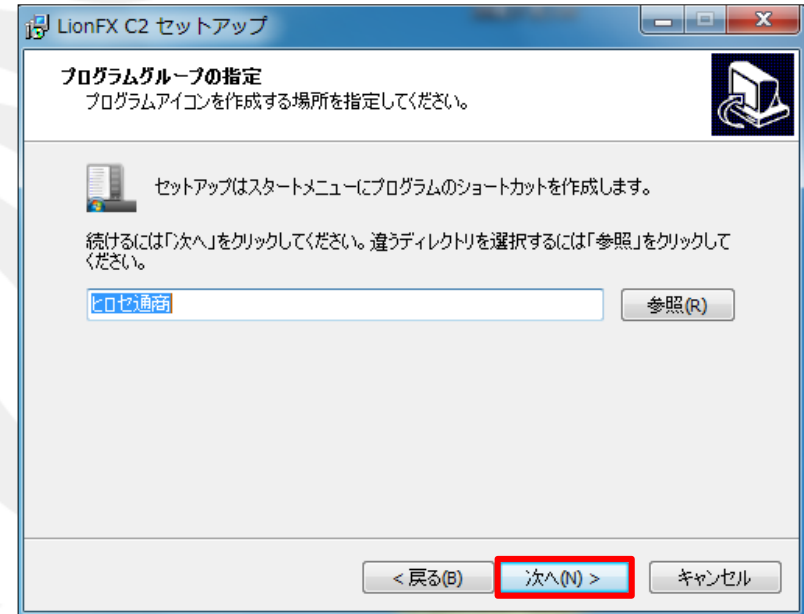 LionFX C2 セットアップ
プログラムグループの指定
プログラムアイコンを作成する場所を指定してください。
セットアップはスタートメニューにプログラムのショートカットを作成します。
続けるには「次へ」をクリックしてください。違うディレクトリを選択するには「参照」をクリックして
ください。
ヒロセ通商
参照(R)
< 戻る(B)
次へ(N) >
キャンセル